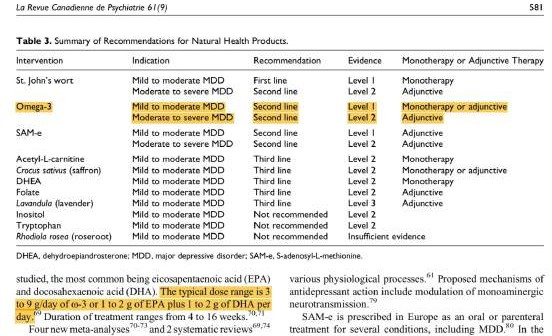 La Revue Canadienne de Psychiatrie 61(9) 581
Table 3. Summary of Recommendations for Natural Health Products.
Intervention Indication Recommendation Evidence Monotherapy or Adjunctive Therapy
St. John's wort Mild to moderate MDD First line Level 1 Monotherapy
Moderate to severe MDD Second line Level 2 Adjunctive
Omega-3 Mild to moderate MDD Second line Level 1 Monotherapy or adjunctive
Moderate to severe MDD Second line Level 2 Adjunctive
SAM-e Mild to moderate MDD Second line Level 1 Adjunctive
Moderate to severe MDD Second line Level 2 Adjunctive
Acetyl-L-carnitine Mild to moderate MDD Third line Level 2 Monotherapy
Crocus sativus (saffron) Mild to moderate MDD Third line Level 2 Monotherapy or adjunctive
DHEA Mild to moderate MDD Third line Level 2 Monotherapy
Folate Mild to moderate MDD Third line Level 2 Adjunctive
Lavandula (lavender) Mild to moderate MDD Third line Level 3 Adjunctive
Inositol Mild to moderate MDD Not recommended Level 2
Tryptophan Mild to moderate MDD Not recommended Level 2
Rhodiola rosea (roseroot) Mild to moderate MDD Not recommended Insufficient evidence
DHEA, dehydroepiandrosterone; MDD, major depressive disorder; SAM-e, S-adenosyl-L-methionine.
studied, the most common being eicospentaenoic acid (EPA)
and docosahexaenoic acid (DHA). The typical dose range is 3
to 9 g/day of ω-3 or 1 to 2 g of EPA plus 1 to 2 g of DHA per
day.69 Duration of treatment ranges from 4 to 16 weeks.70,71
Four new meta-analyses70-73 and 2 systematic reviews69,74
various physiological processes.61 Proposed mechanisms of
antidepressant action include modulation of monoaminergic
neurotransmission.79
SAM-e is prescribed in Europe as an oral or parenteral
treatment for several conditions, including MDD.80 In the